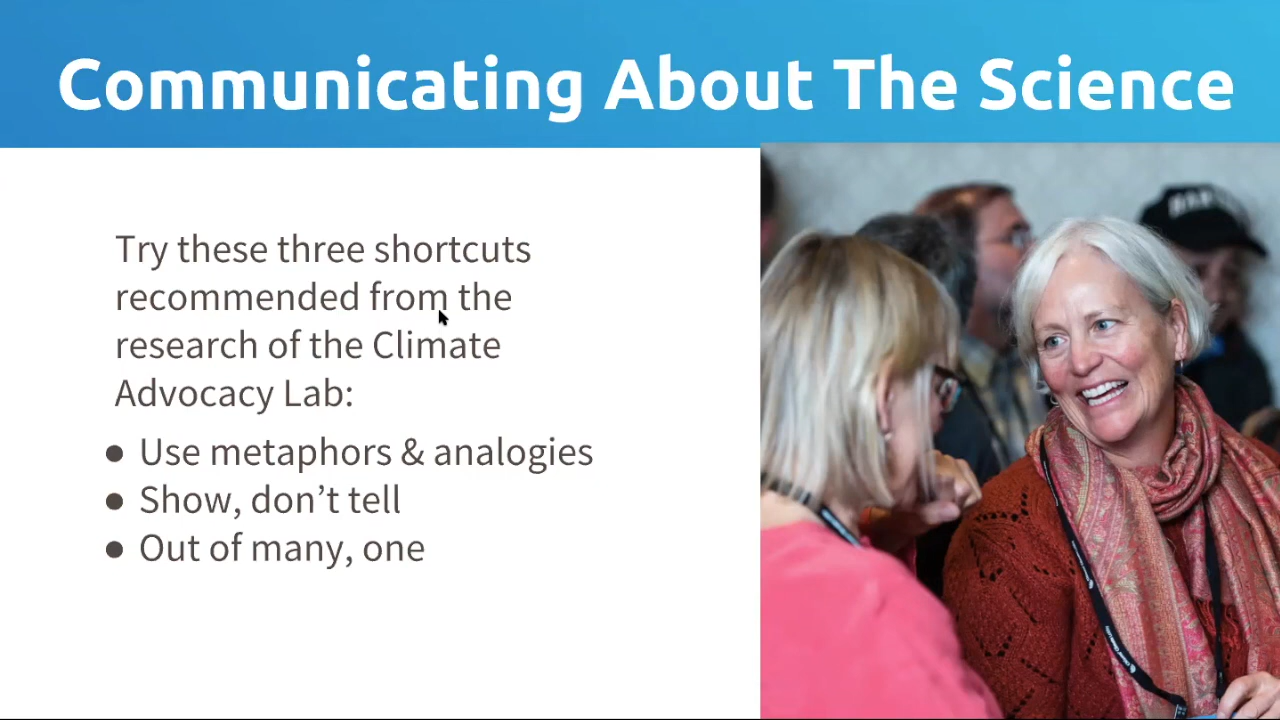 Communicating About The Science
Try these three shortcuts
recommended from the
research of the Climate
Advocacy Lab:
● Use metaphors & analogies
● Show, don’t tell
● Out of many, one